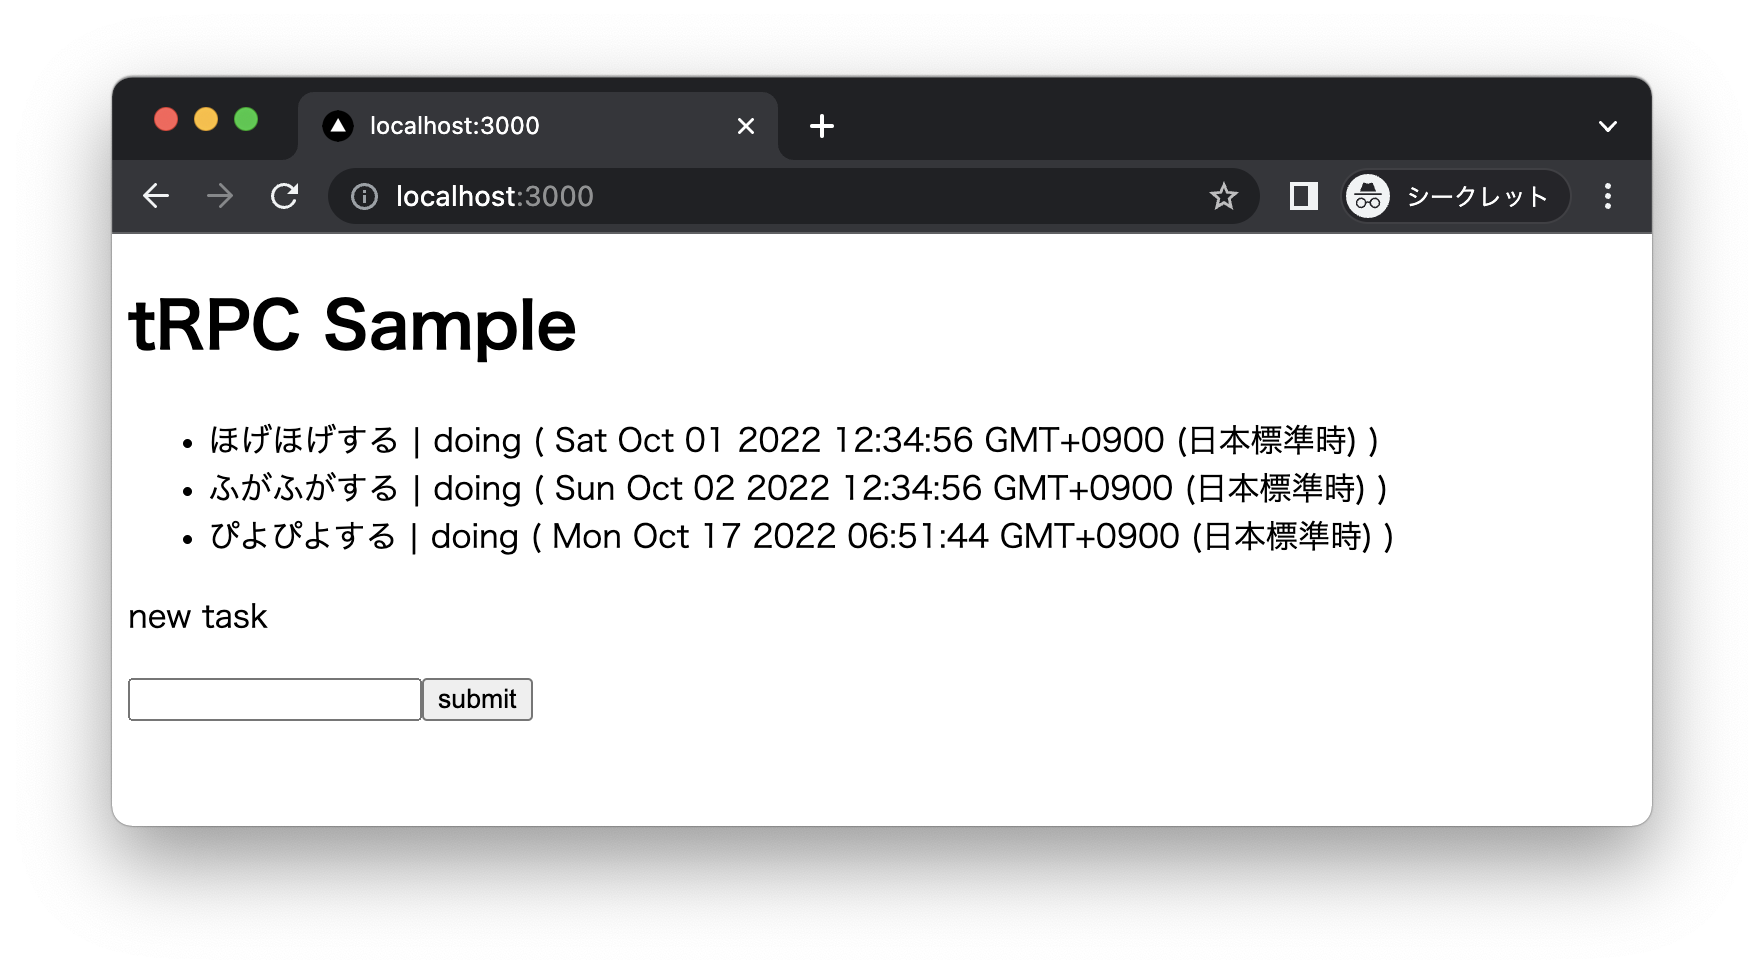 localhost:3000
localhost:3000
シークレット
tRPC Sample
• ほげほげする | doing ( Sat Oct 01 2022 12:34:56 GMT+0900 (日本標準時) )
• ふがふがする | doing ( Sun Oct 02 2022 12:34:56 GMT+0900 (日本標準時) )
• ぴよぴよする | doing ( Mon Oct 17 2022 06:51:44 GMT+0900 (日本標準時) )
new task
submit